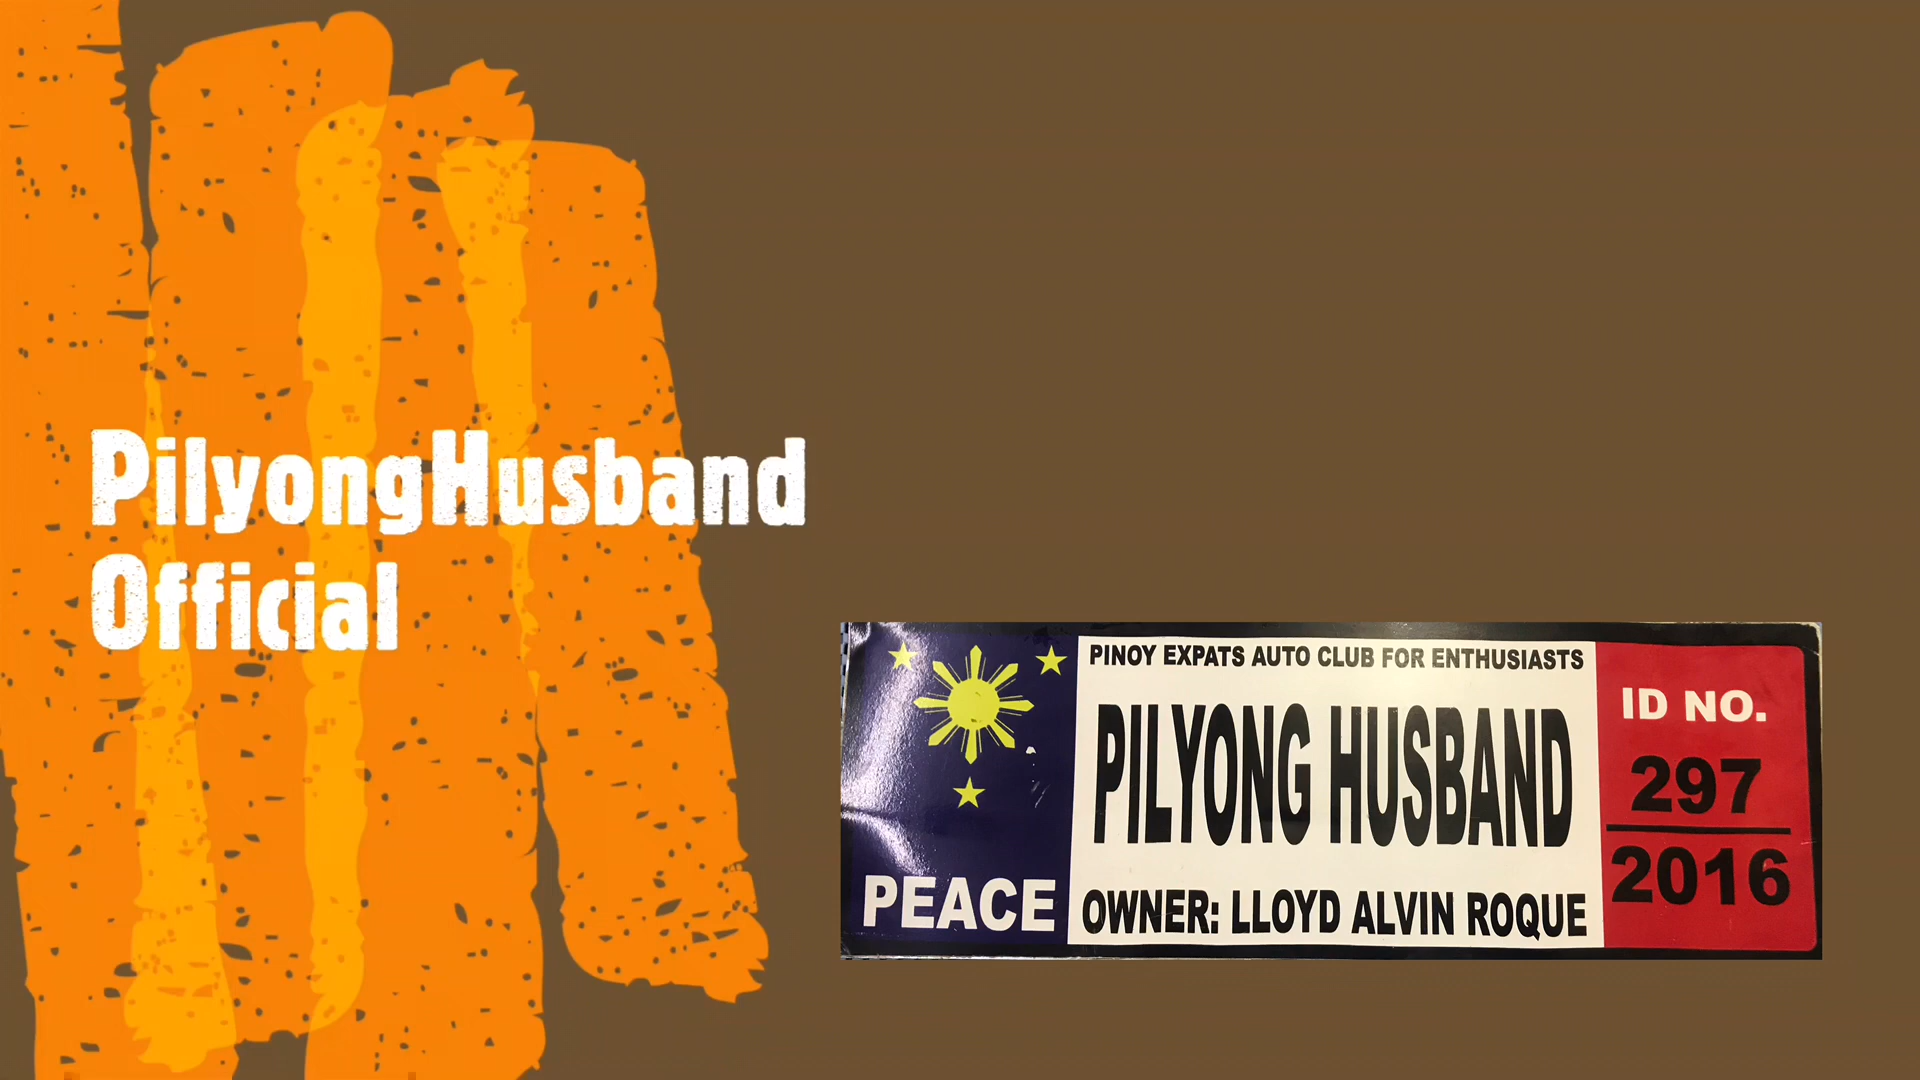 PilyongHusband
Official
PINOY EXPATS AUTO CLUB FOR ENTHUSIASTS
PILYONG HUSBAND
OWNER: LLOYD ALVIN ROQUE
PEACE
ID NO.
297
2016